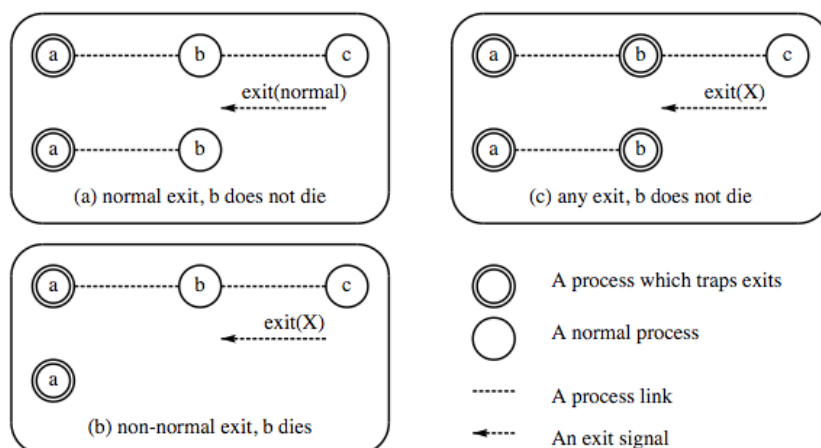 a b c
exit(normal)
a b
(a) normal exit, b does not die
a b c
exit(X)
a b
(c) any exit, b does not die
a b c
exit(X)
a
(b) non-normal exit, b dies
A process which traps exits
A normal process
A process link
An exit signal